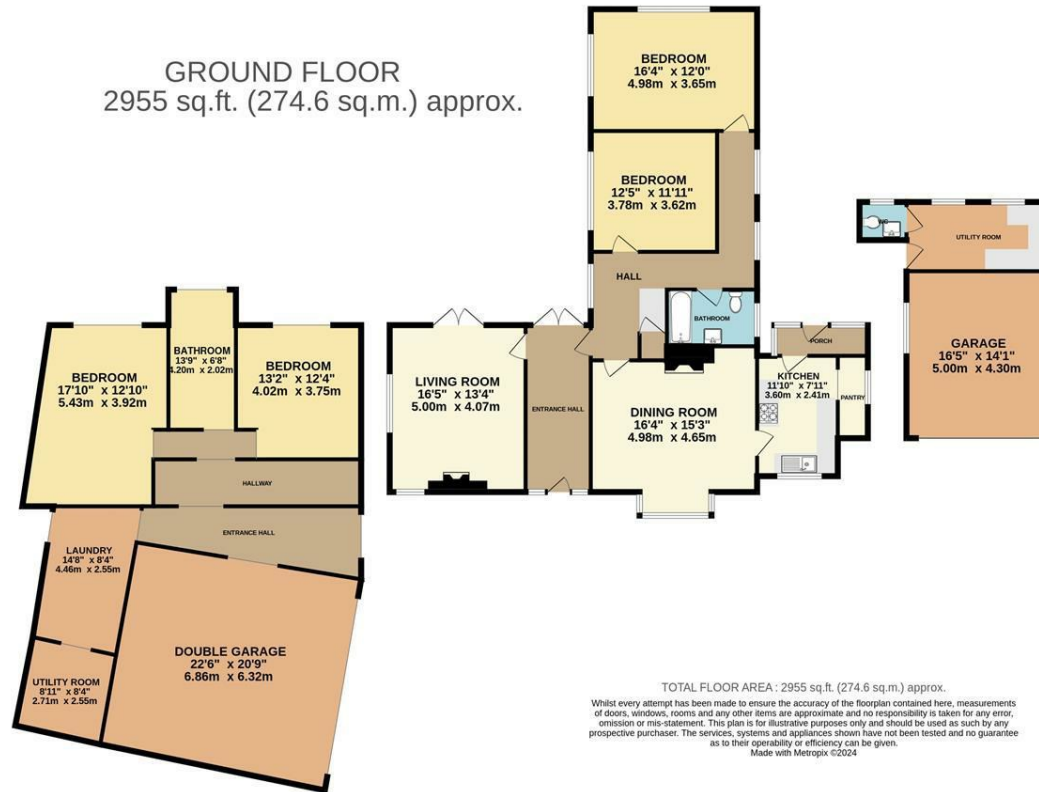 GROUND FLOOR
2955 sq.ft. (274.6 sq.m.) approx.
BEDROOM
16'4" x 12'0"
4.98m x 3.65m
BEDROOM
12'5" x 11'11"
3.78m x 3.62m
HALL
BATHROOM
WC
UTILITY ROOM
GARAGE
16'5" x 14'1"
5.00m x 4.30m
PORCH
KITCHEN
11'10" x 7'11"
3.60m x 2.41m
PANTRY
DINING ROOM
16'4" x 15'3"
4.98m x 4.65m
ENTRANCE HALL
LIVING ROOM
16'5" x 13'4"
5.00m x 4.07m
BATHROOM
13'9" x 6'8"
4.20m x 2.02m
BEDROOM
17'10" x 12'10"
5.43m x 3.92m
BEDROOM
13'2" x 12'4"
4.02m x 3.75m
HALLWAY
ENTRANCE HALL
LAUNDRY
14'8" x 8'4"
4.46m x 2.55m
UTILITY ROOM
8'11" x 8'4"
2.71m x 2.55m
DOUBLE GARAGE
22'6" x 20'9"
6.86m x 6.32m
TOTAL FLOOR AREA : 2955 sq.ft. (274.6 sq.m.) approx.
Whilst every attempt has been made to ensure the accuracy of the floorplan contained here, measurements
of doors, windows, rooms and any other items are approximate and no responsibility is taken for any error,
omission or mis-statement. This plan is for illustrative purposes only and should be used as such by any
prospective purchaser. The services, systems and appliances shown have not been tested and no guarantee
as to their operability or efficiency can be given.
Made with Metropix ©2024